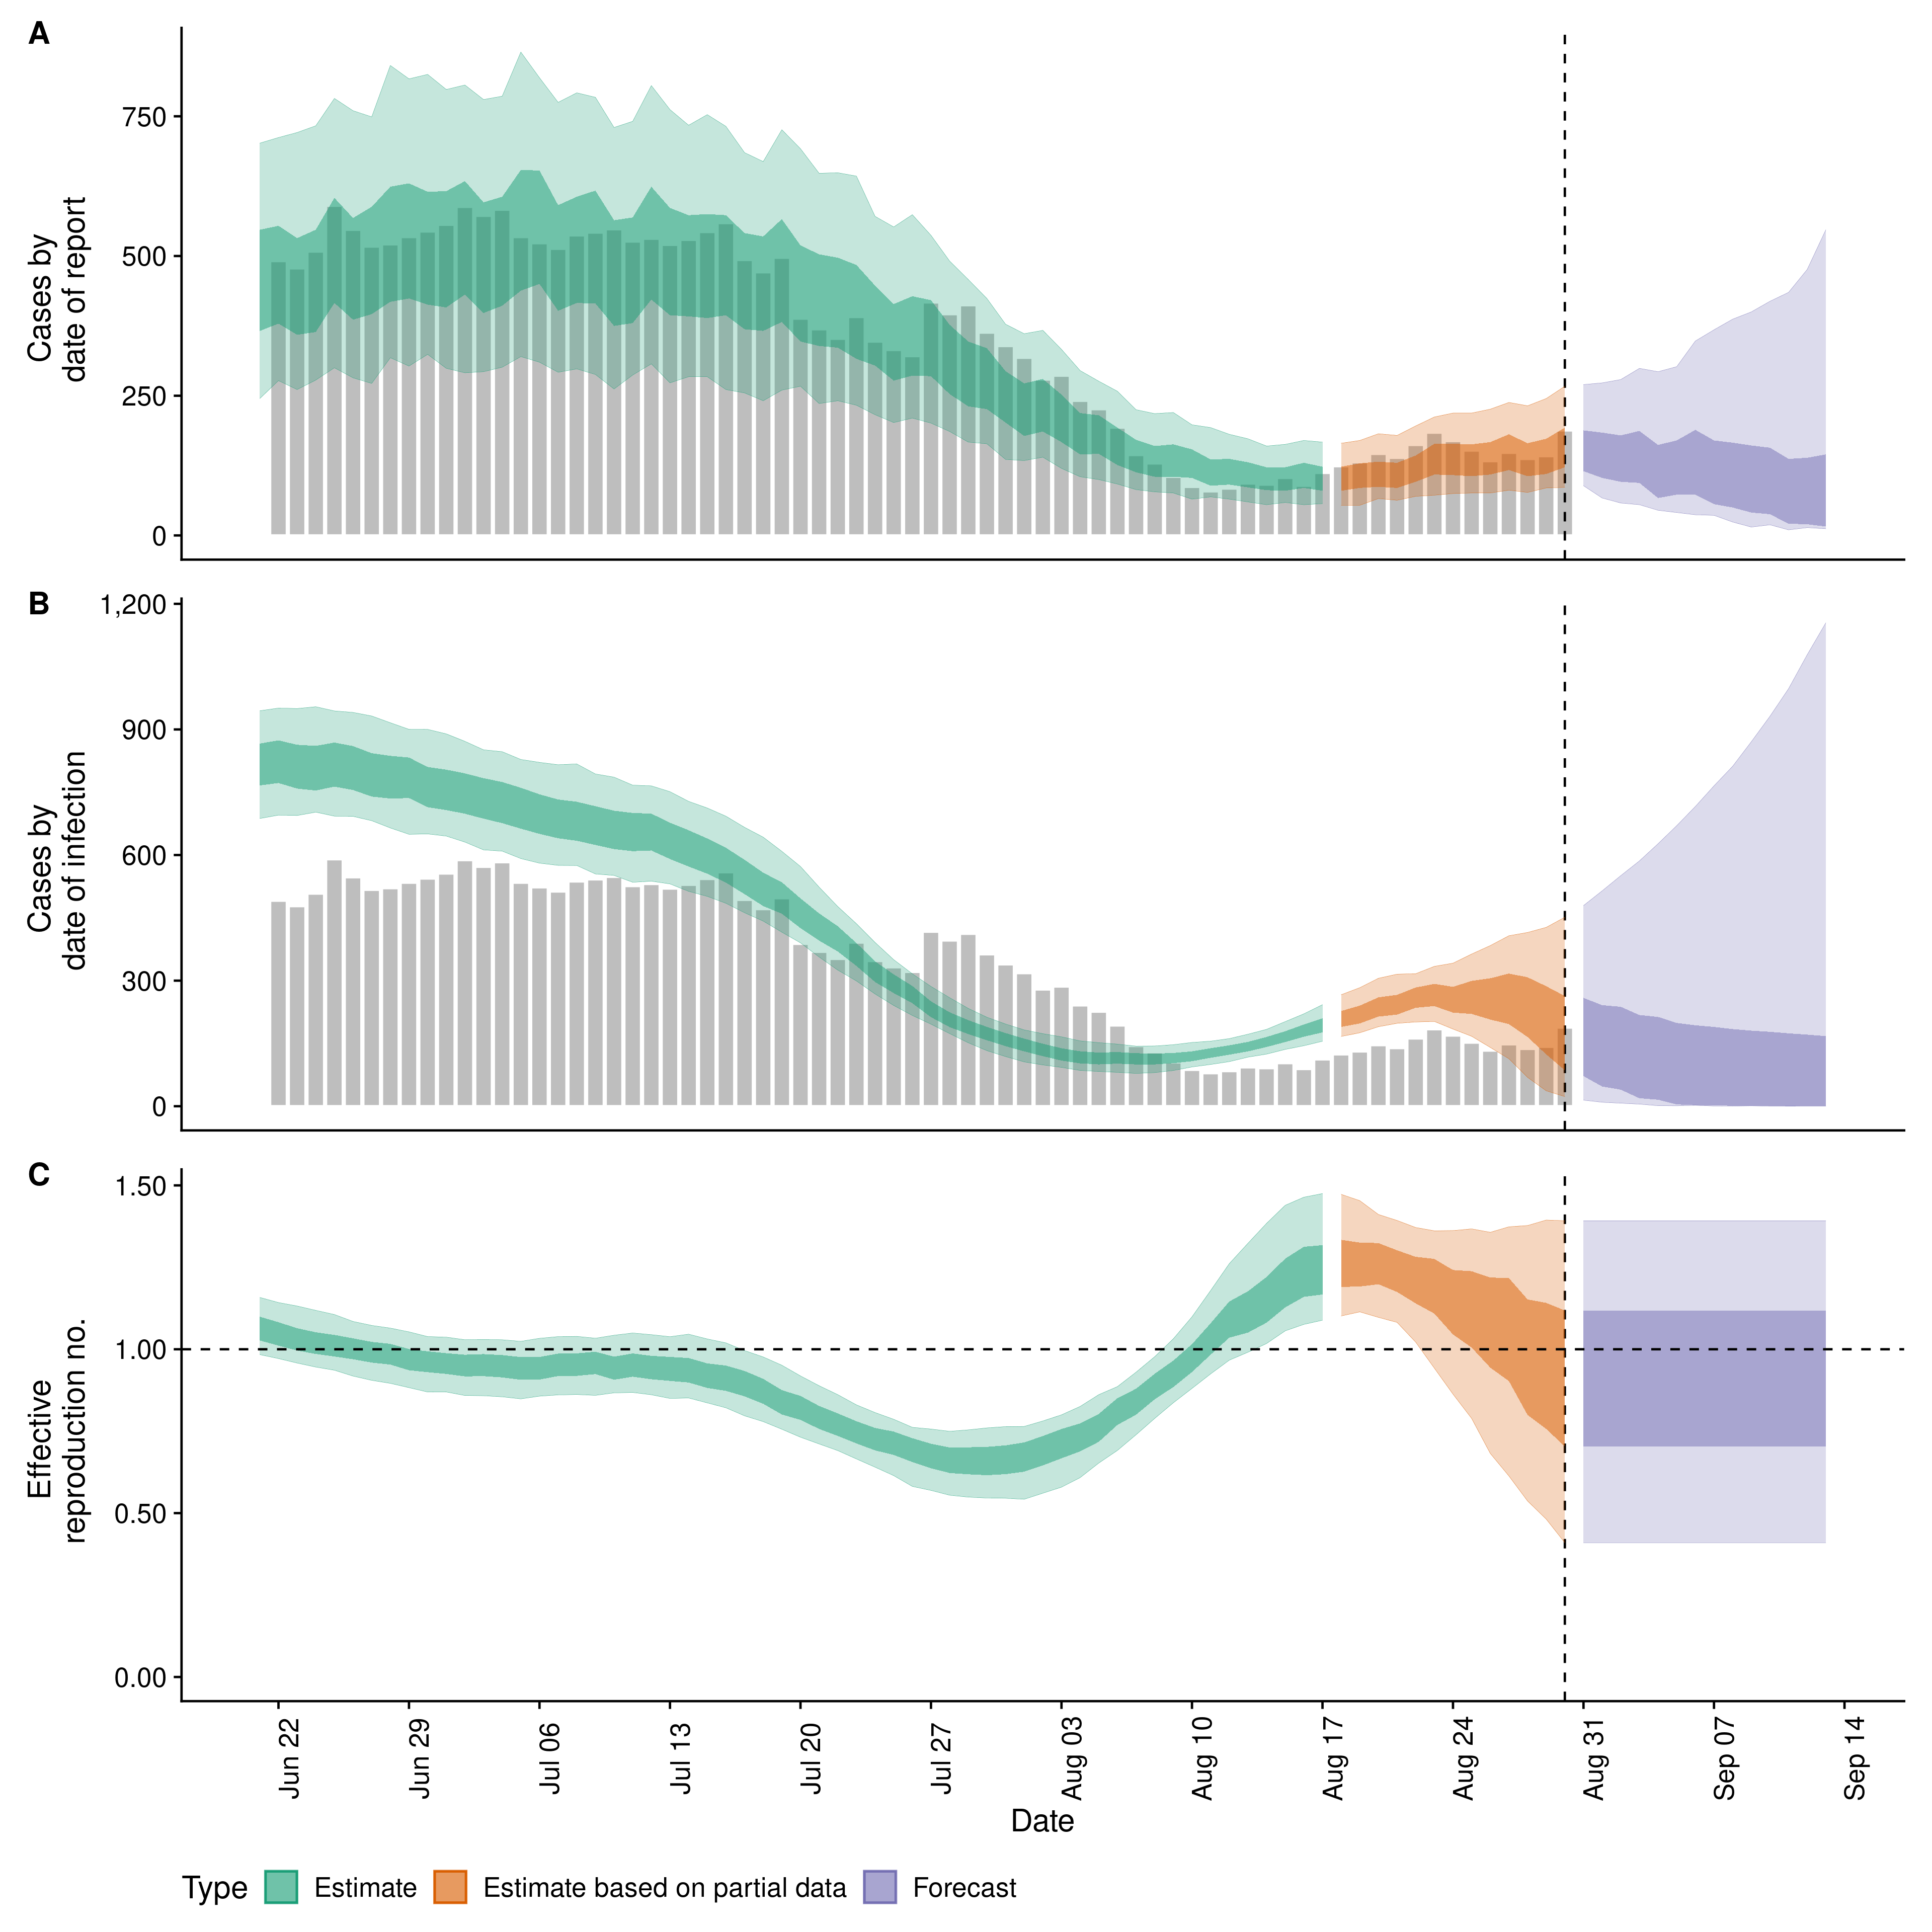 A
Cases by
date of report
750
500
250
0
B
Cases by
date of infection
1,200
900
600
300
0
C
Effective
reproduction no.
1.50
1.00
0.50
0.00
Jun 22
Jun 29
Jul 06
Jul 13
Jul 20
Jul 27
Aug 03
Aug 10
Aug 17
Aug 24
Aug 31
Sep 07
Sep 14
Date
Type Estimate Estimate based on partial data Forecast